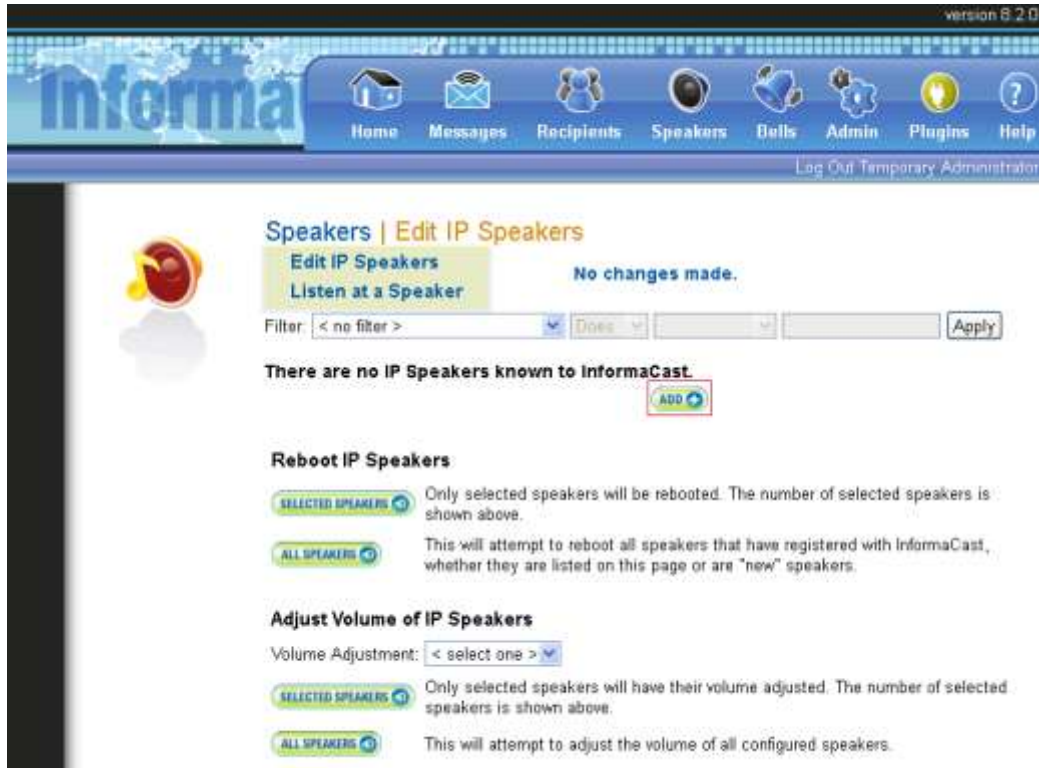 version 8.2.0
Informa
Home Messages Recipients Speakers Bells Admin Plugins Help
Log Out Temporary Administrator
Speakers | Edit IP Speakers
Edit IP Speakers
No changes made.
Listen at a Speaker
Filter: < no filter > Does Apply
There are no IP Speakers known to InformaCast.
ADD
Reboot IP Speakers
SELECTED SPEAKERS Only selected speakers will be rebooted. The number of selected speakers is
shown above.
ALL SPEAKERS This will attempt to reboot all speakers that have registered with InformaCast,
whether they are listed on this page or are "new" speakers.
Adjust Volume of IP Speakers
Volume Adjustment: < select one >
SELECTED SPEAKERS Only selected speakers will have their volume adjusted. The number of selected
speakers is shown above.
ALL SPEAKERS This will attempt to adjust the volume of all configured speakers.